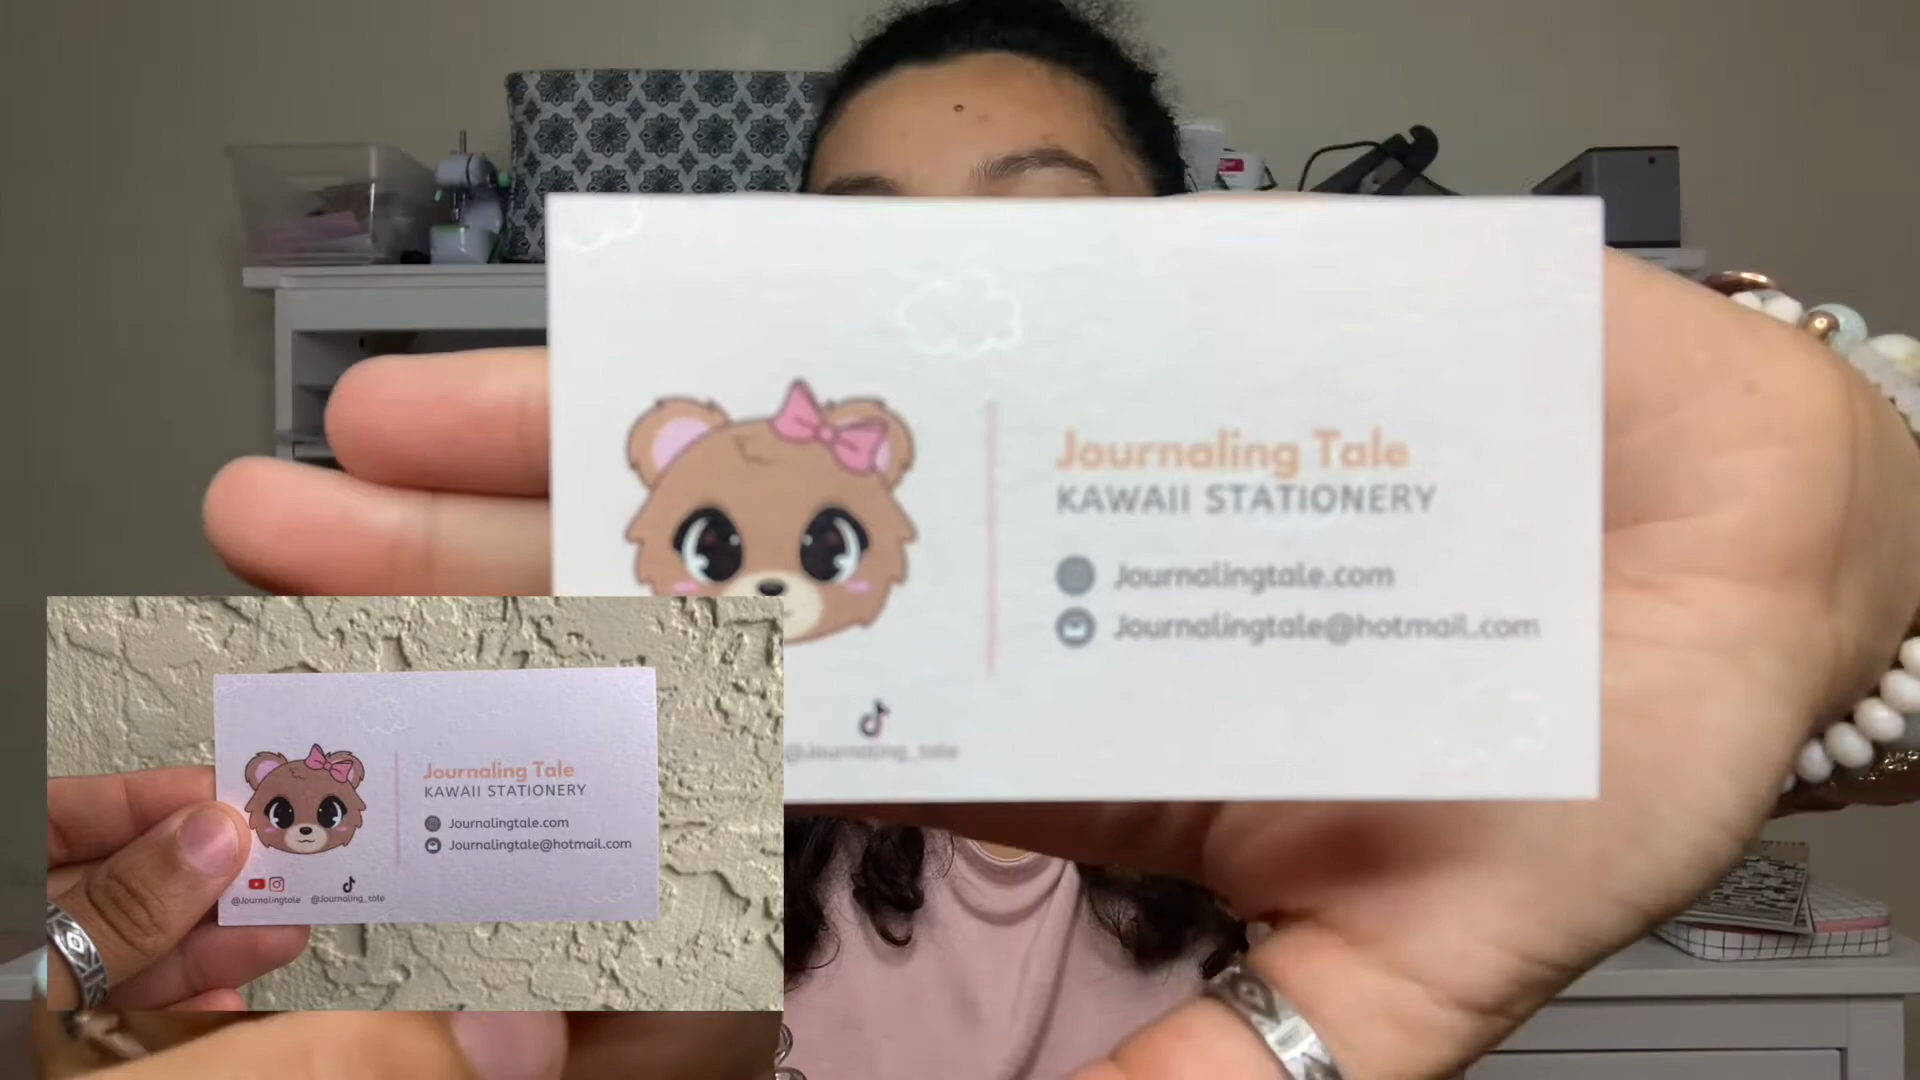 Journaling Tale
KAWAII STATIONERY
Journalingtale.com
Journalingtale@hotmail.com
@Journaling_tale
Journaling Tale
KAWAII STATIONERY
Journalingtale.com
Journalingtale@hotmail.com
@Journalingtale @Journaling_tale